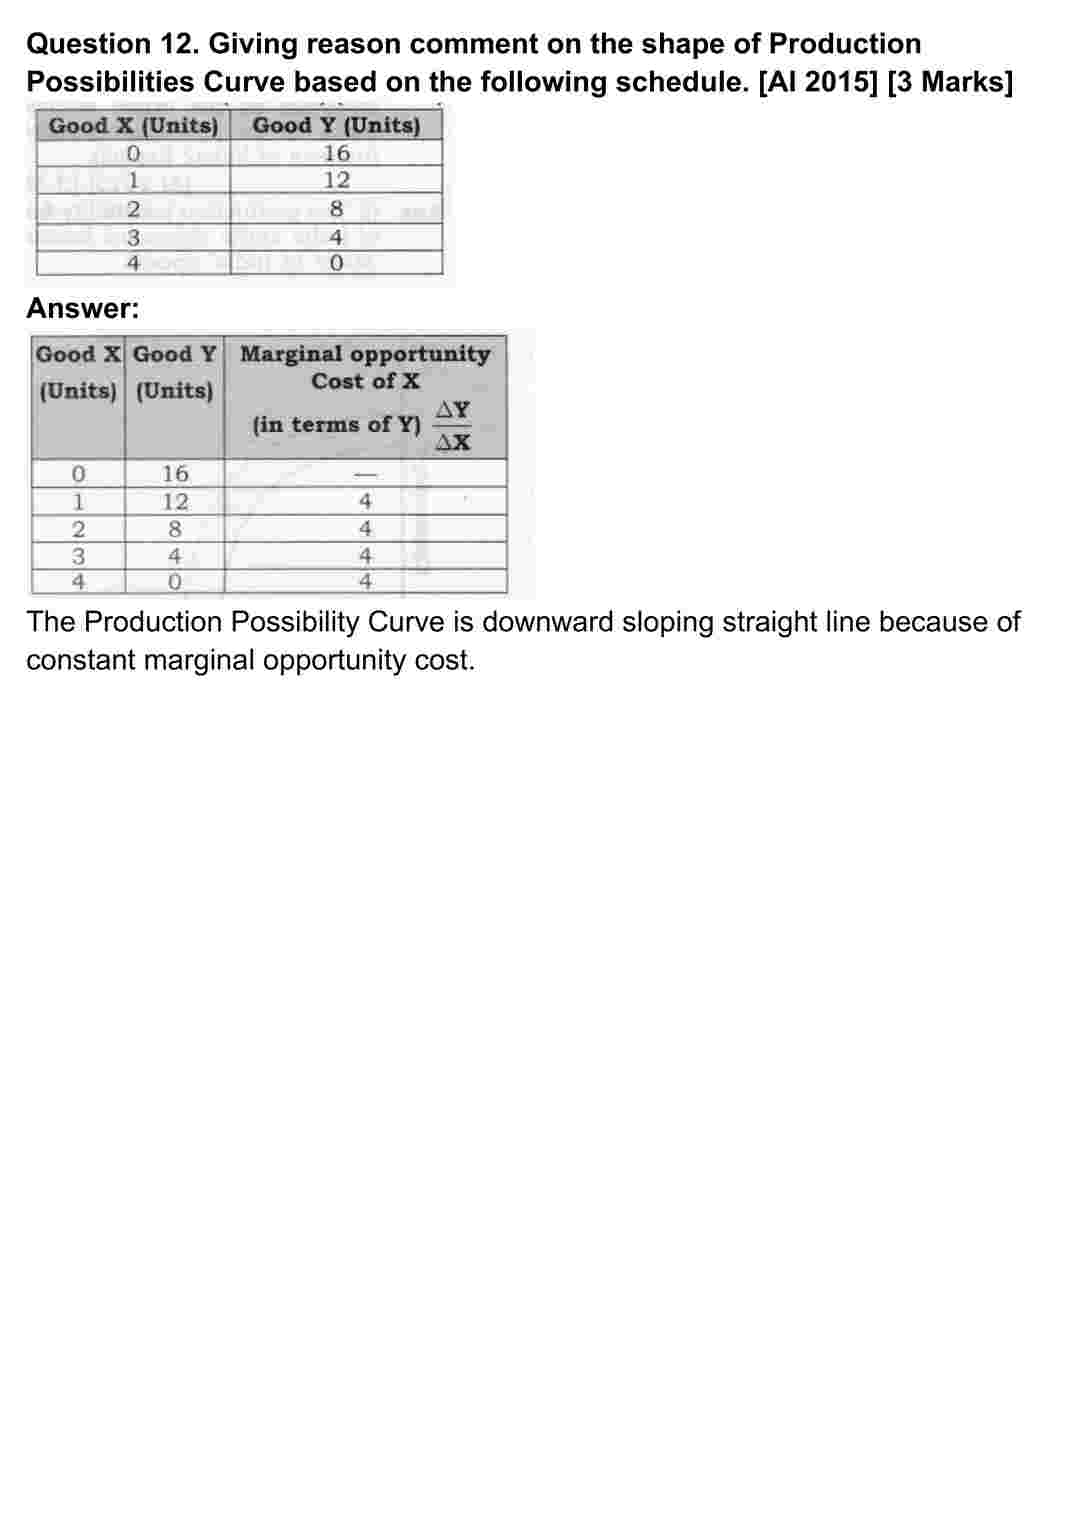 Question 12. Giving reason comment on the shape of Production
Possibilities Curve based on the following schedule. [AI 2015] [3 Marks]
Good X (Units) Good Y (Units)
0 16
1 12
2 8
3 4
4 0
Answer:
Good X (Units) Good Y (Units) Marginal opportunity Cost of X (in terms of Y) ΔY/ΔX
0 16 —
1 12 4
2 8 4
3 4 4
4 0 4
The Production Possibility Curve is downward sloping straight line because of
constant marginal opportunity cost.